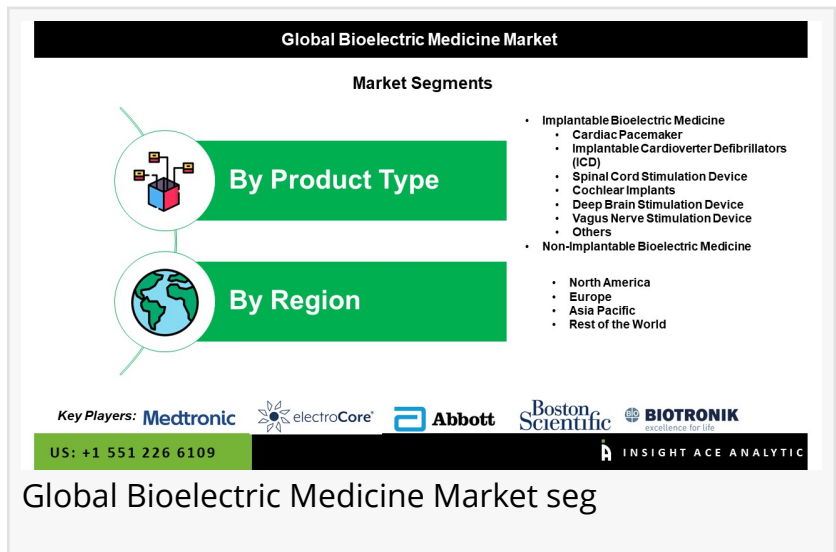 Global Bioelectric Medicine Market
Market Segments
By Product Type
• Implantable Bioelectric Medicine
• Cardiac Pacemaker
• Implantable Cardioverter Defibrillators
(ICD)
• Spinal Cord Stimulation Device
• Cochlear Implants
• Deep Brain Stimulation Device
• Vagus Nerve Stimulation Device
• Others
• Non-Implantable Bioelectric Medicine
By Region
• North America
• Europe
• Asia Pacific
• Rest of the World
Key Players: Medtronic electroCore Abbott Boston Scientific BIOTRONIK
excellence for life
US: +1 551 226 6109
INSIGHT ACE ANALYTIC
Global Bioelectric Medicine Market seg